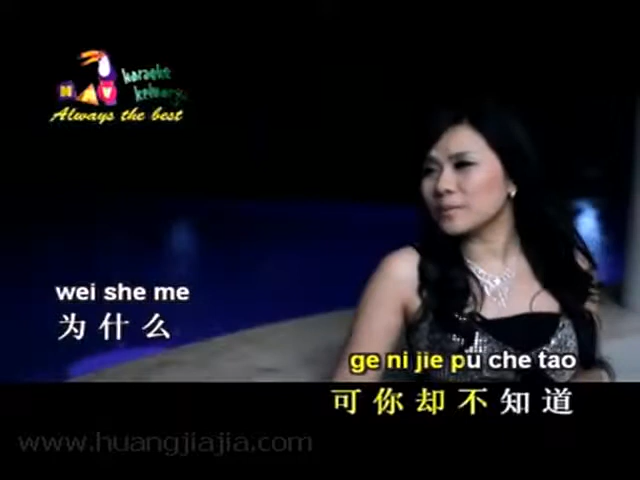 NAV karaoke
keluarga
Always the best
wei she me
为什么
ge ni jie pu che tao
可你却不知道
www.huangjiajia.com